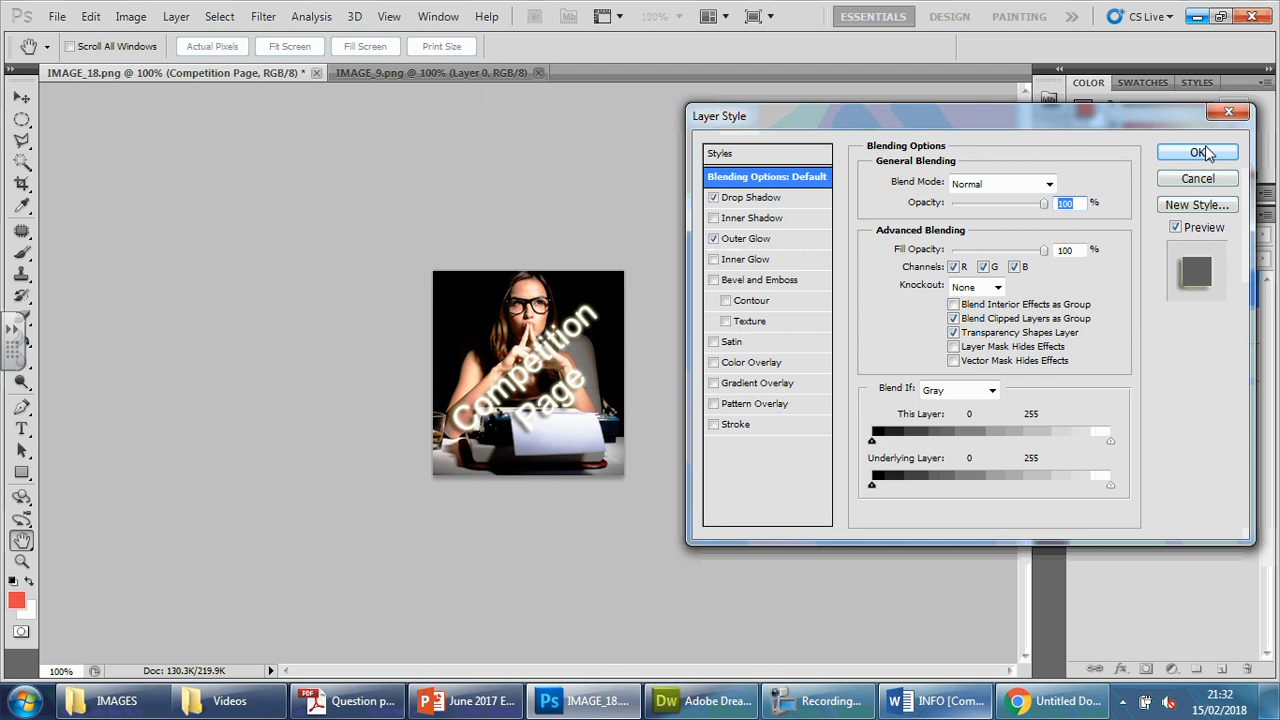 Ps File Edit Image Layer Select Filter Analysis 3D View Window Help Br Mb 100% ESSENTIALS DESIGN PAINTING CS Live
Scroll All Windows Actual Pixels Fit Screen Fill Screen Print Size
IMAGE_18.png @ 100% (Competition Page, RGB/8) * IMAGE_9.png @ 100% (Layer 0, RGB/8)
COLOR SWATCHES STYLES
Mb
Layer Style
Styles
Blending Options: Default
Drop Shadow
Inner Shadow
Outer Glow
Inner Glow
Bevel and Emboss
Contour
Texture
Satin
Color Overlay
Gradient Overlay
Pattern Overlay
Stroke
Blending Options
General Blending
Blend Mode: Normal
Opacity: 100 %
Advanced Blending
Fill Opacity: 100 %
Channels: R G B
Knockout: None
Blend Interior Effects as Group
Blend Clipped Layers as Group
Transparency Shapes Layer
Layer Mask Hides Effects
Vector Mask Hides Effects
Blend If: Gray
This Layer: 0 255
Underlying Layer: 0 255
OK
Cancel
New Style...
Preview
Competition
Page
100% Doc: 130.3K/219.9K
IMAGES Videos Question p... June 2017 E... IMAGE_18.... Adobe Drea... Recording... INFO [Com... Untitled Do...
21:32
15/02/2018